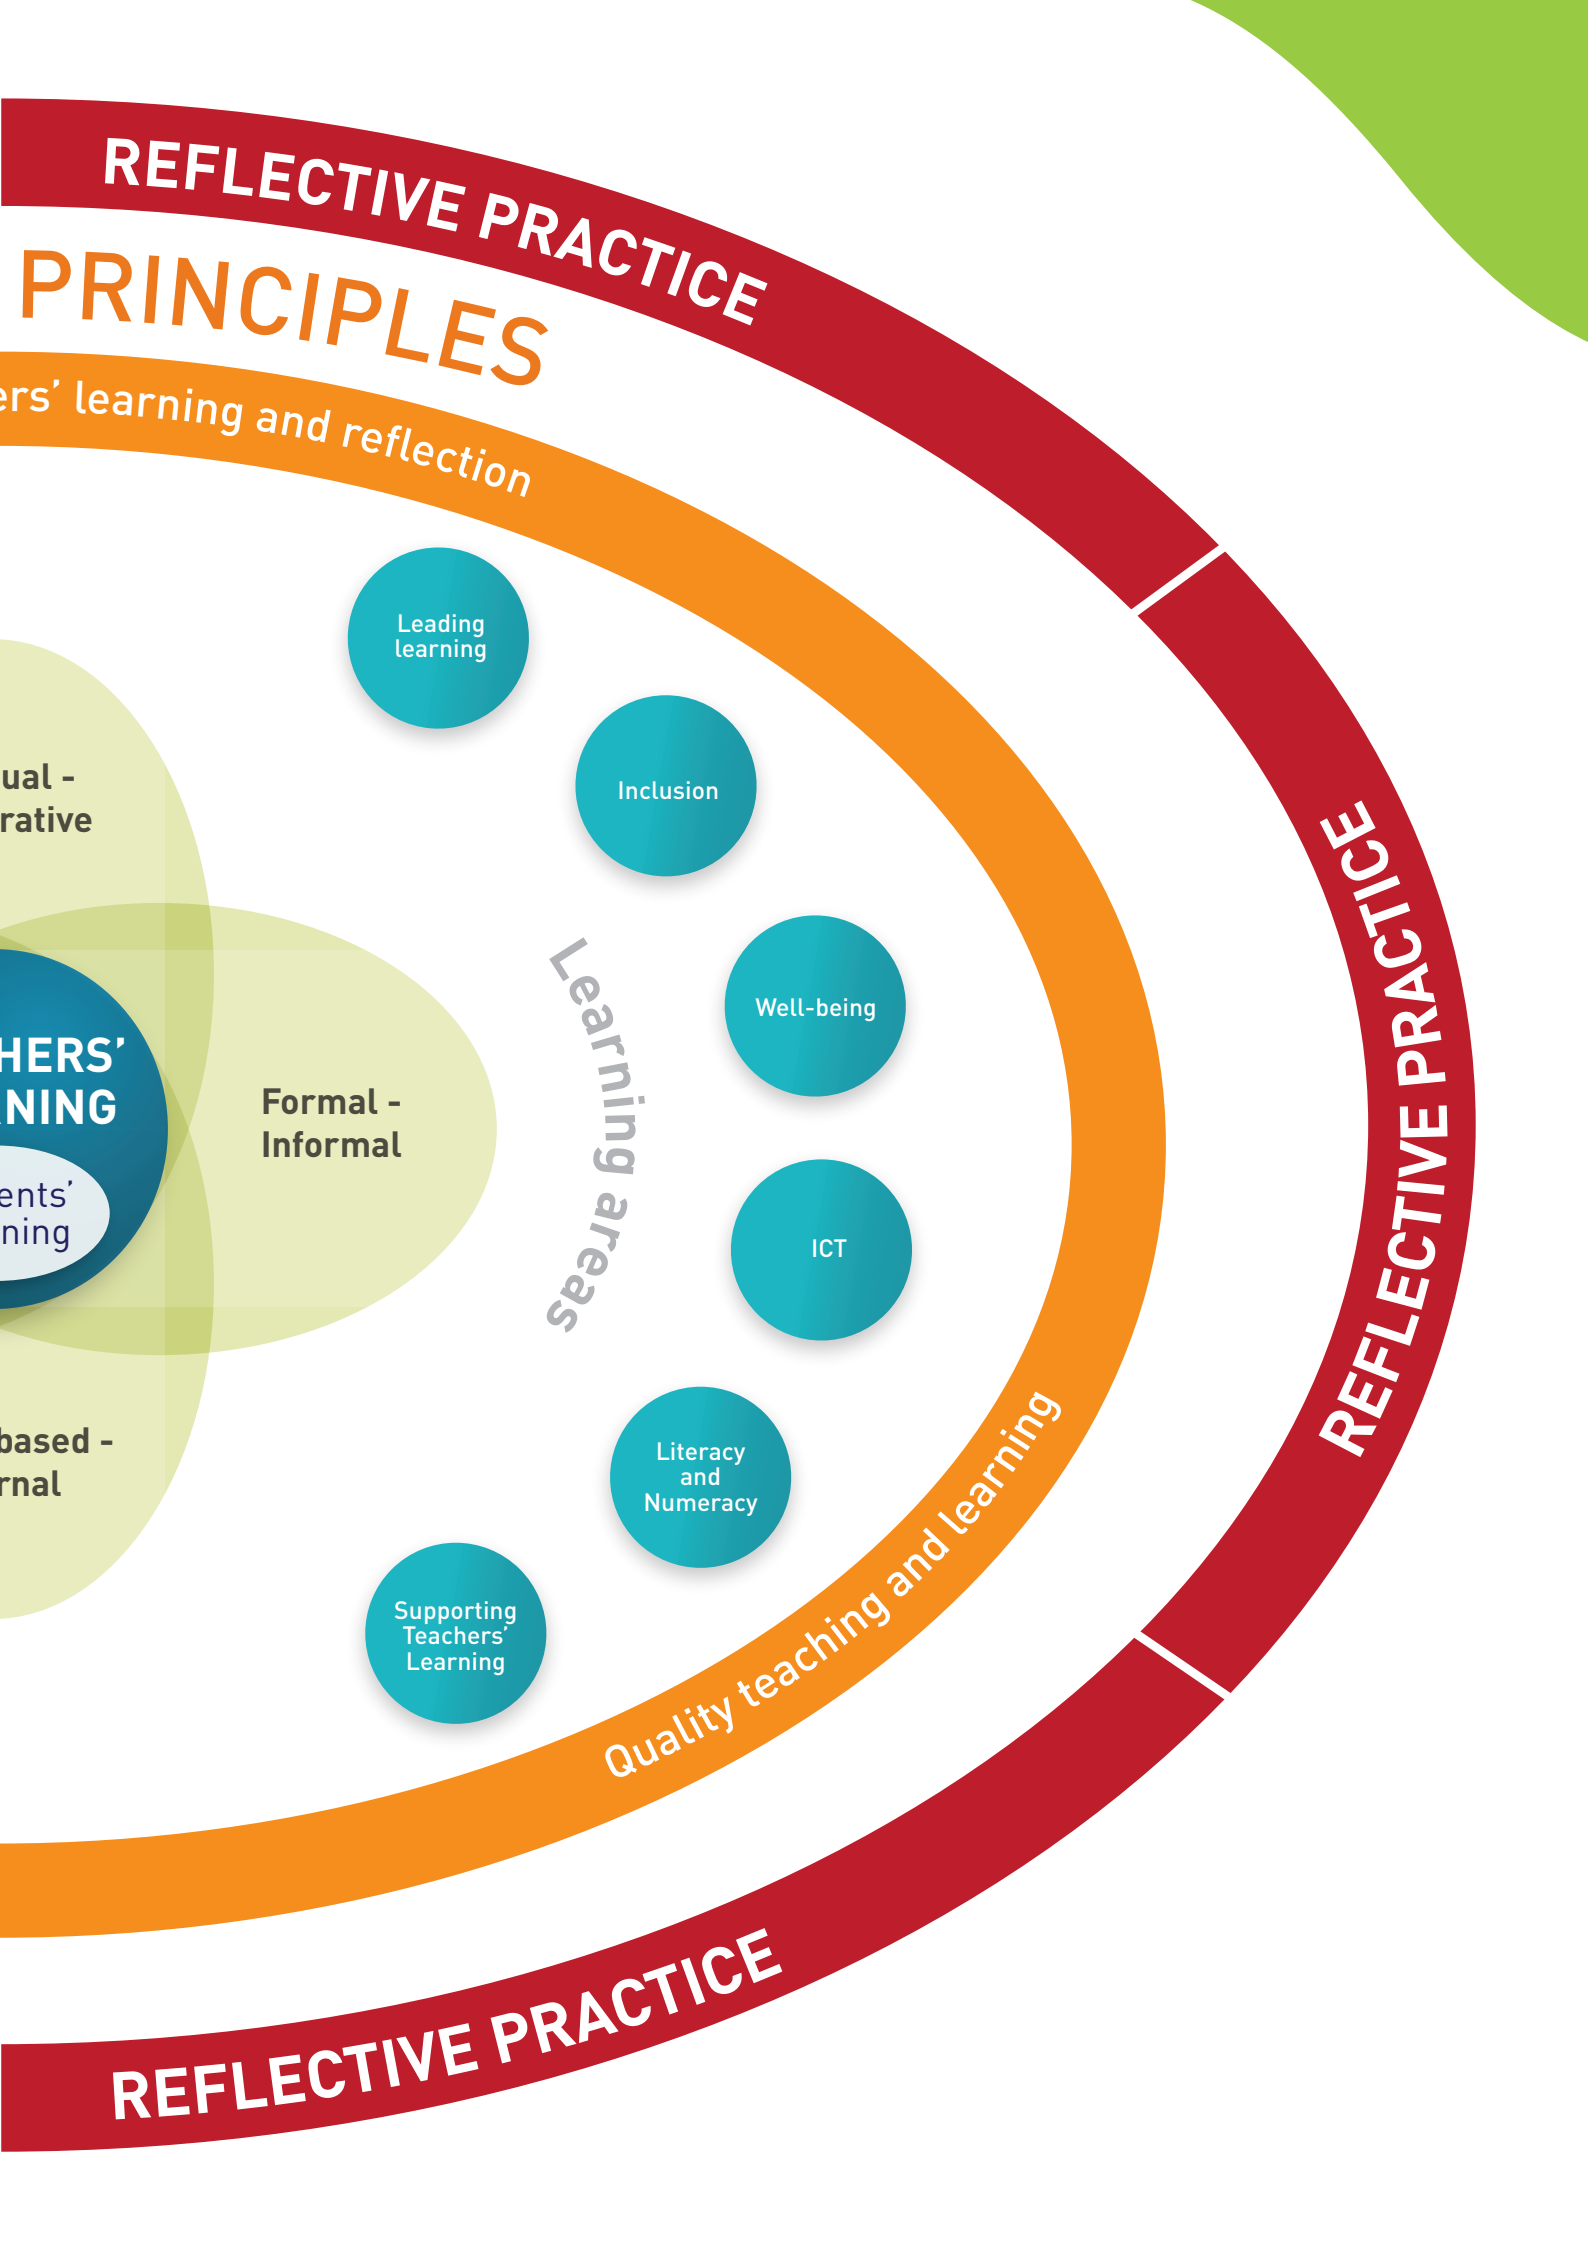 REFLECTIVE PRACTICE
PRINCIPLES
ers’ learning and reflection
Leading
learning
Inclusion
ual -
rative
Well-being
Learning areas
HERS’
NING
Formal -
Informal
ents’
ning
ICT
REFLECTIVE PRACTICE
based -
rnal
Literacy
and
Numeracy
Supporting
Teachers’
Learning
Quality teaching and learning
REFLECTIVE PRACTICE